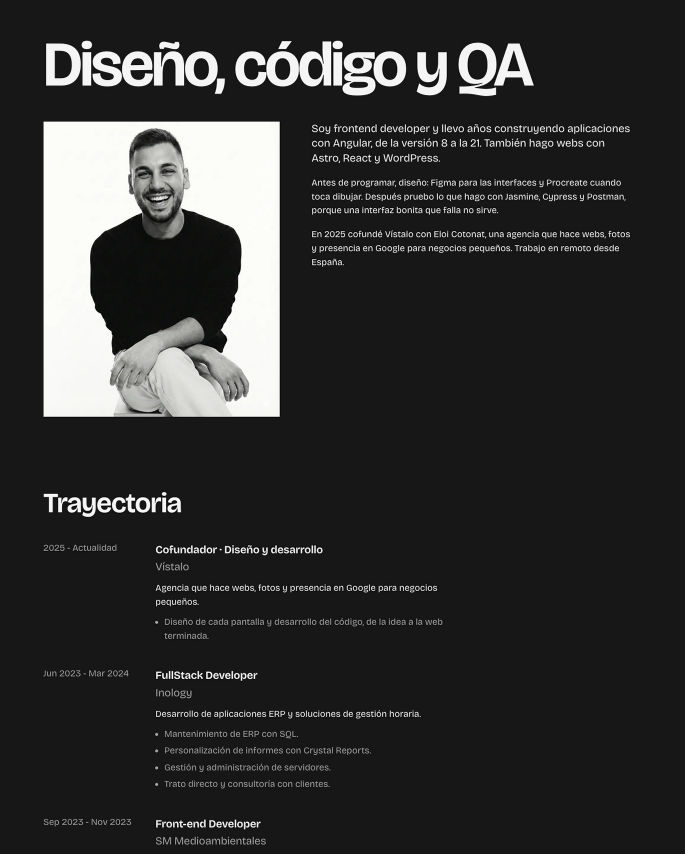 Diseño, código y QA
Soy frontend developer y llevo años construyendo aplicaciones
con Angular, de la versión 8 a la 21. También hago webs con
Astro, React y WordPress.
Antes de programar, diseño: Figma para las interfaces y Procreate cuando
toca dibujar. Después pruebo lo que hago con Jasmine, Cypress y Postman,
porque una interfaz bonita que falla no sirve.
En 2025 cofundé Vístalo con Eloi Cotonat, una agencia que hace webs, fotos
y presencia en Google para negocios pequeños. Trabajo en remoto desde
España.
Trayectoria
2025 - Actualidad
Cofundador · Diseño y desarrollo
Vístalo
Agencia que hace webs, fotos y presencia en Google para negocios
pequeños.
• Diseño de cada pantalla y desarrollo del código, de la idea a la web
terminada.
Jun 2023 - Mar 2024
FullStack Developer
Inology
Desarrollo de aplicaciones ERP y soluciones de gestión horaria.
• Mantenimiento de ERP con SQL.
• Personalización de informes con Crystal Reports.
• Gestión y administración de servidores.
• Trato directo y consultoría con clientes.
Sep 2023 - Nov 2023
Front-end Developer
SM Medioambientales